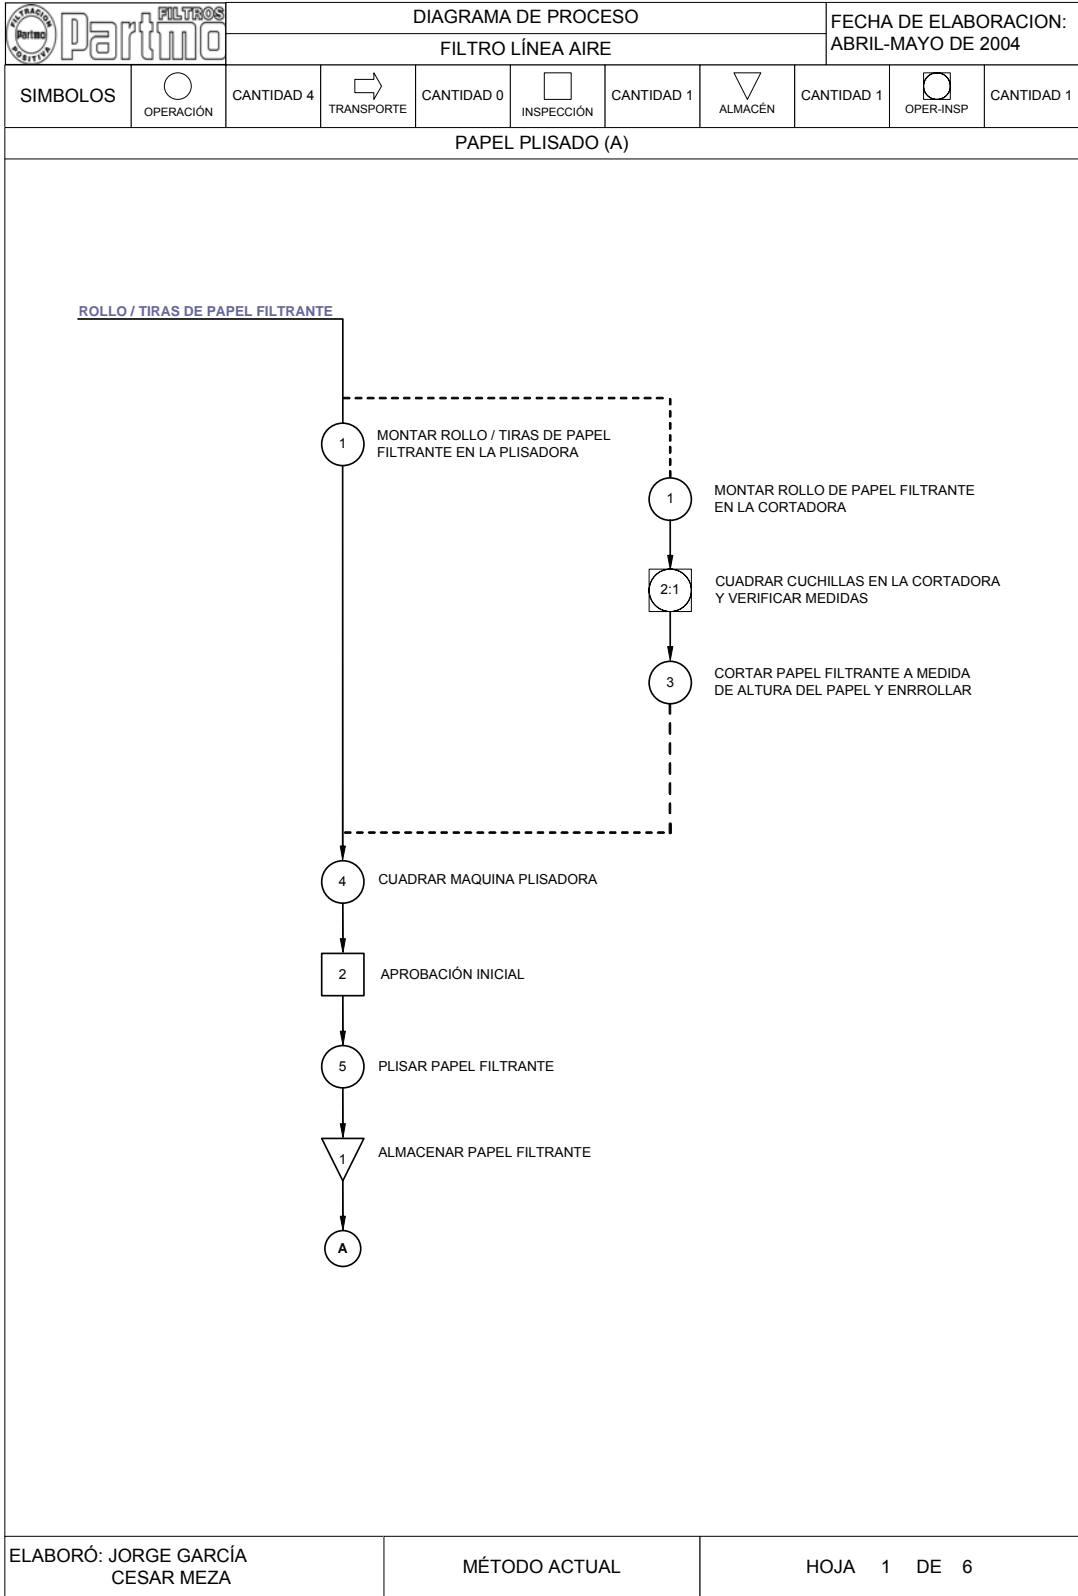 FILTRACION
Partmo
POSITIVA
FILTROS
Partmo
DIAGRAMA DE PROCESO
FILTRO LÍNEA AIRE
FECHA DE ELABORACION:
ABRIL-MAYO DE 2004
SIMBOLOS
OPERACIÓN
CANTIDAD 4
TRANSPORTE
CANTIDAD 0
INSPECCIÓN
CANTIDAD 1
ALMACÉN
CANTIDAD 1
OPER-INSP
CANTIDAD 1
PAPEL PLISADO (A)
ROLLO / TIRAS DE PAPEL FILTRANTE
1
MONTAR ROLLO / TIRAS DE PAPEL
FILTRANTE EN LA PLISADORA
1
MONTAR ROLLO DE PAPEL FILTRANTE
EN LA CORTADORA
2:1
CUADRAR CUCHILLAS EN LA CORTADORA
Y VERIFICAR MEDIDAS
3
CORTAR PAPEL FILTRANTE A MEDIDA
DE ALTURA DEL PAPEL Y ENRROLLAR
4
CUADRAR MAQUINA PLISADORA
2
APROBACIÓN INICIAL
5
PLISAR PAPEL FILTRANTE
1
ALMACENAR PAPEL FILTRANTE
A
ELABORÓ: JORGE GARCÍA
CESAR MEZA
MÉTODO ACTUAL
HOJA 1 DE 6